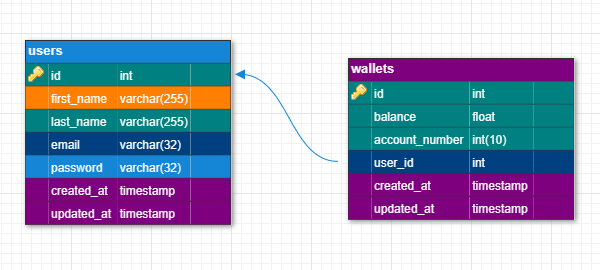 users
id int
first_name varchar(255)
last_name varchar(255)
email varchar(32)
password varchar(32)
created_at timestamp
updated_at timestamp
wallets
id int
balance float
account_number int(10)
user_id int
created_at timestamp
updated_at timestamp